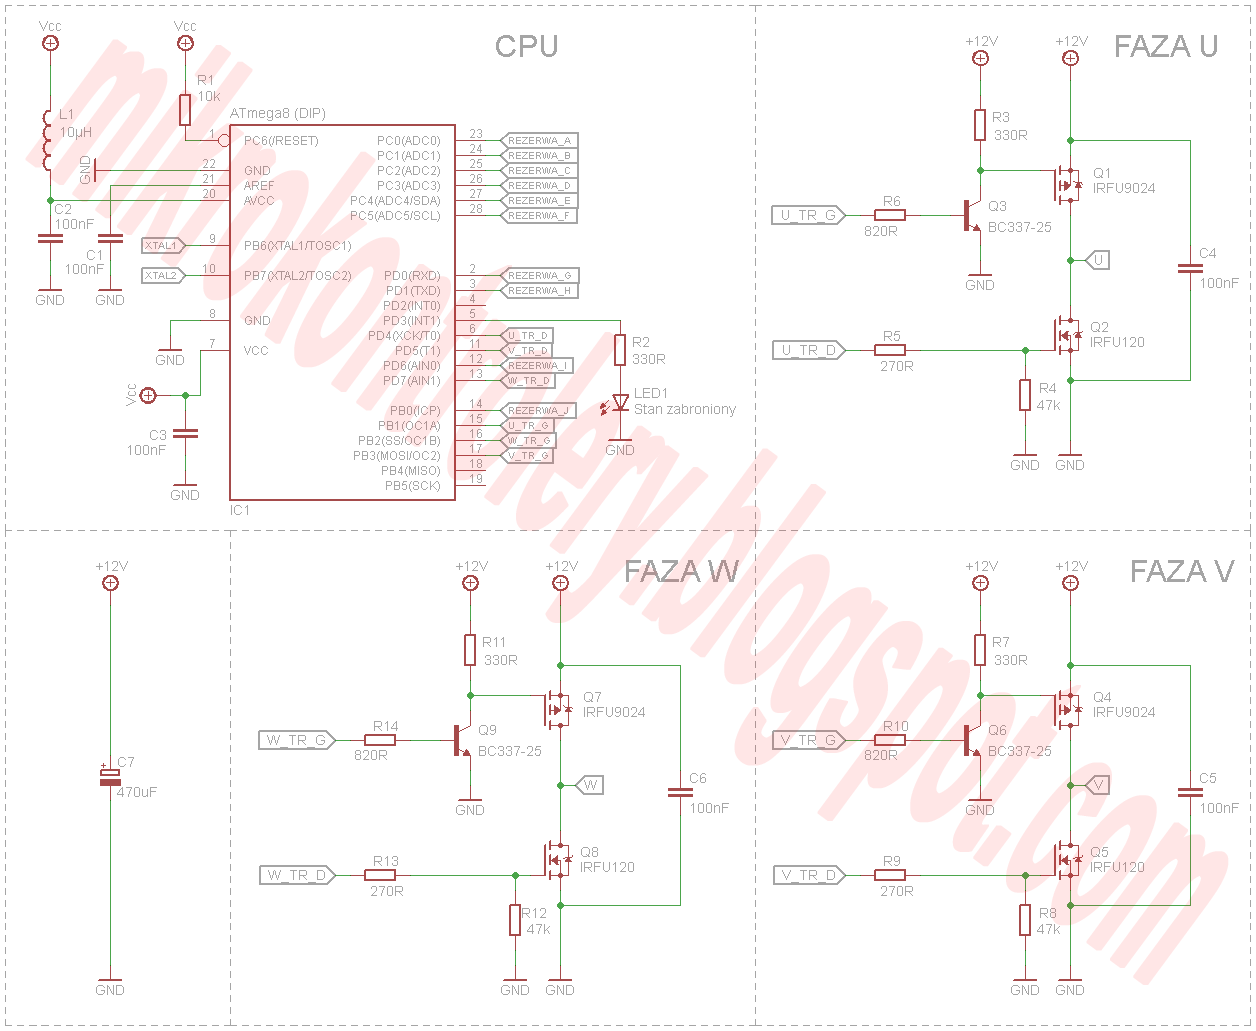 CPU
Vcc
Vcc
R1
10k
L1
10µH
ATmega8 (DIP)
1
PC6(/RESET)
GND
22
GND
21
AREF
20
AVCC
C2
100nF
C1
100nF
GND
GND
XTAL1
9
PB6(XTAL1/TOSC1)
XTAL2
10
PB7(XTAL2/TOSC2)
8
GND
GND
7
VCC
Vcc
C3
100nF
GND
IC1
PC0(ADC0)
23
REZERWA_A
PC1(ADC1)
24
REZERWA_B
PC2(ADC2)
25
REZERWA_C
PC3(ADC3)
26
REZERWA_D
PC4(ADC4/SDA)
27
REZERWA_E
PC5(ADC5/SCL)
28
REZERWA_F
PD0(RXD)
2
REZERWA_G
PD1(TXD)
3
REZERWA_H
PD2(INT0)
4
PD3(INT1)
5
PD4(XCK/T0)
6
U_TR_D
PD5(T1)
11
V_TR_D
PD6(AIN0)
12
REZERWA_I
PD7(AIN1)
13
W_TR_D
PB0(ICP)
14
REZERWA_J
PB1(OC1A)
15
U_TR_G
PB2(SS/OC1B)
16
W_TR_G
PB3(MOSI/OC2)
17
V_TR_G
PB4(MISO)
18
PB5(SCK)
19
R2
330R
LED1
Stan zabroniony
GND
FAZA U
+12V
+12V
R3
330R
Q1
IRFU9024
R6
820R
U_TR_G
Q3
BC337-25
GND
U
C4
100nF
Q2
IRFU120
U_TR_D
R5
270R
R4
47k
GND
GND
+12V
C7
+
470uF
GND
FAZA W
+12V
+12V
R11
330R
Q7
IRFU9024
W_TR_G
R14
820R
Q9
BC337-25
GND
W
C6
100nF
Q8
IRFU120
W_TR_D
R13
270R
R12
47k
GND
GND
FAZA V
+12V
+12V
R7
330R
Q4
IRFU9024
V_TR_G
R10
820R
Q6
BC337-25
GND
V
C5
100nF
Q5
IRFU120
V_TR_D
R9
270R
R8
47k
GND
GND
mikrokontrolery.blogspot.com